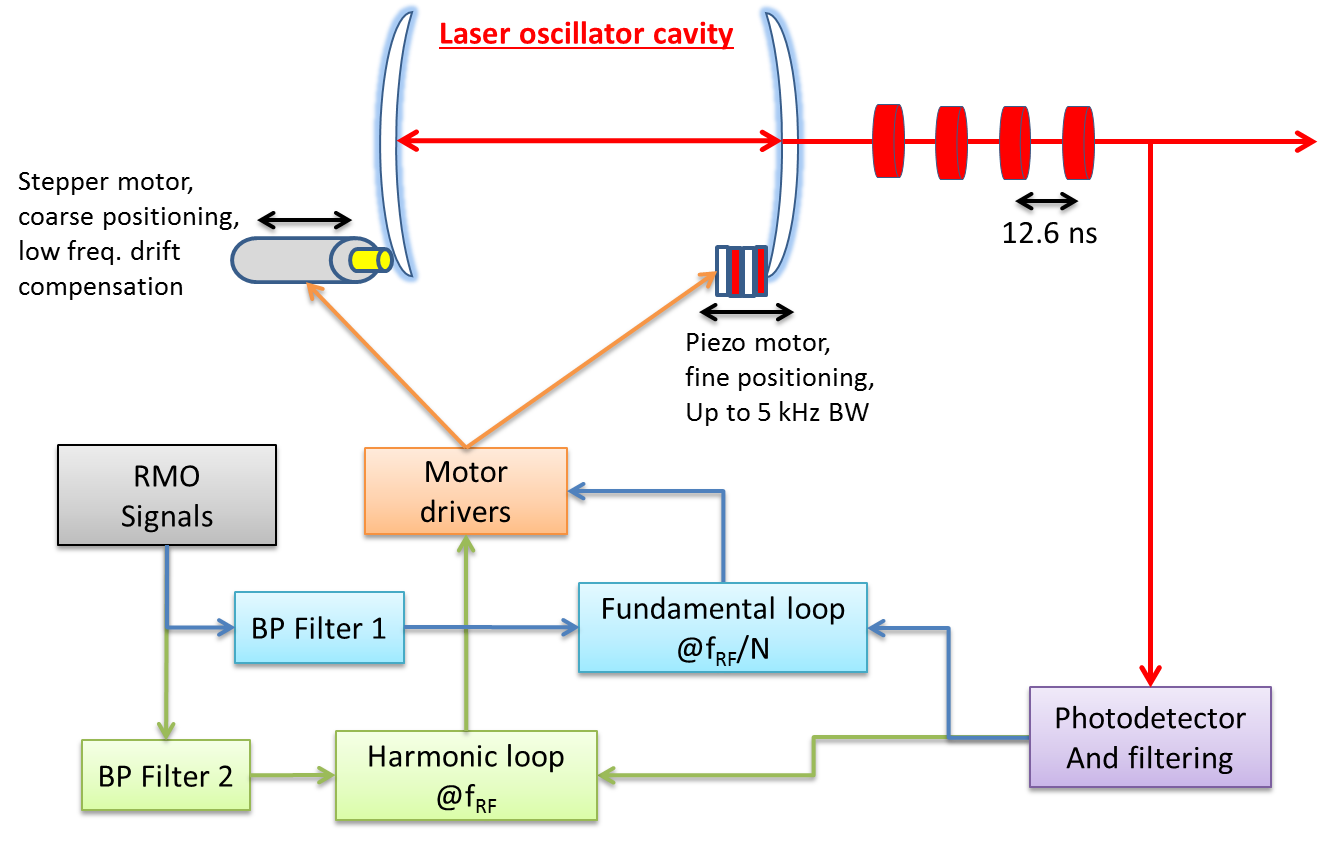 Laser oscillator cavity
Stepper motor,
coarse positioning,
low freq. drift
compensation
12.6 ns
Piezo motor,
fine positioning,
Up to 5 kHz BW
RMO
Signals
Motor
drivers
BP Filter 1
Fundamental loop
@fRF/N
Photodetector
And filtering
BP Filter 2
Harmonic loop
@fRF